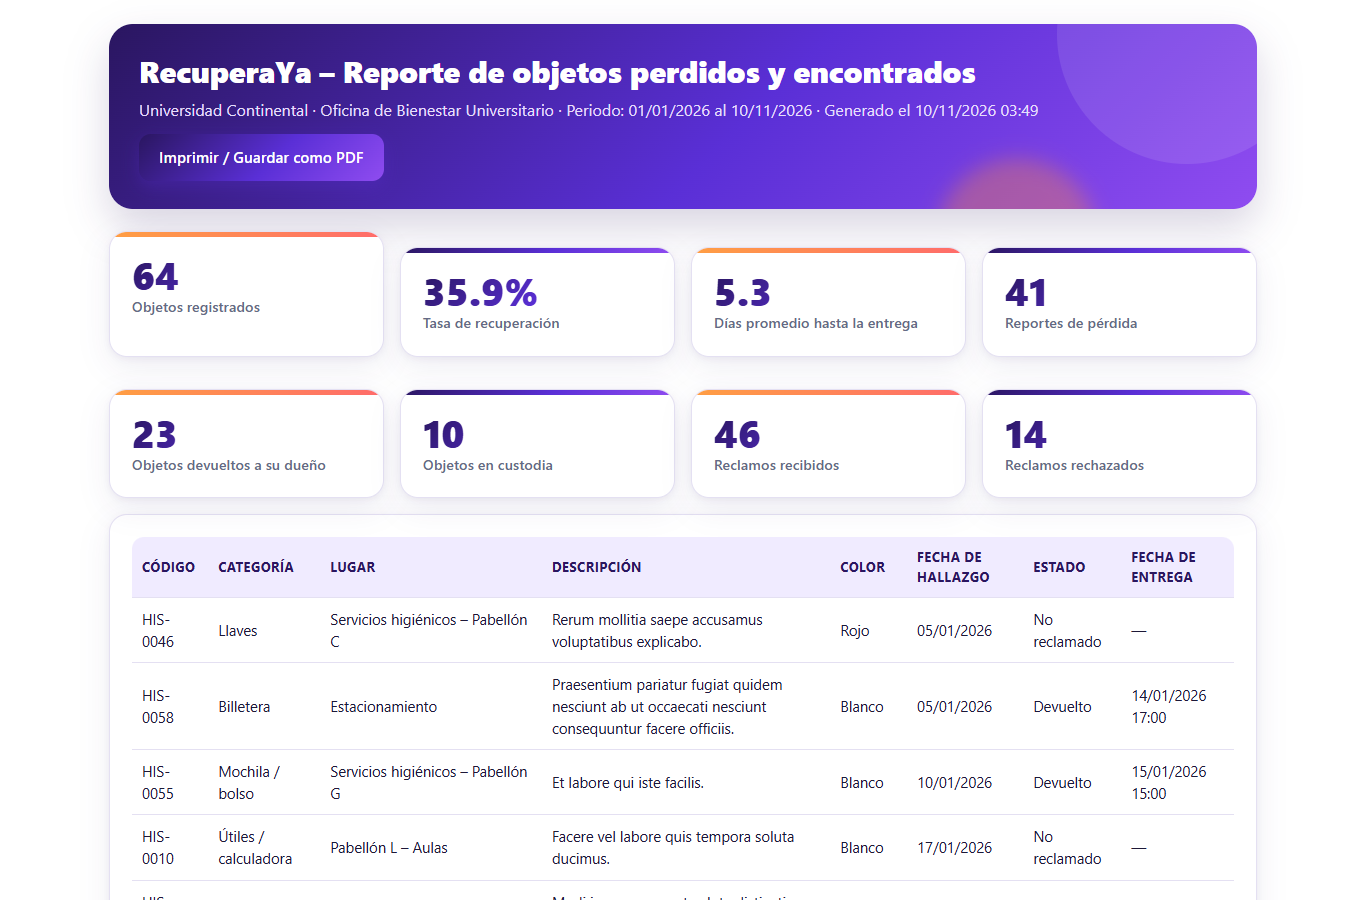 RecuperaYa – Reporte de objetos perdidos y encontrados
Universidad Continental · Oficina de Bienestar Universitario · Periodo: 01/01/2026 al 10/11/2026 · Generado el 10/11/2026 03:49
Imprimir / Guardar como PDF
64
Objetos registrados
35.9%
Tasa de recuperación
5.3
Días promedio hasta la entrega
41
Reportes de pérdida
23
Objetos devueltos a su dueño
10
Objetos en custodia
46
Reclamos recibidos
14
Reclamos rechazados
CÓDIGO CATEGORÍA LUGAR DESCRIPCIÓN COLOR FECHA DE HALLAZGO ESTADO FECHA DE ENTREGA
HIS-0046 Llaves Servicios higiénicos – Pabellón C Rerum mollitia saepe accusamus voluptatibus explicabo. Rojo 05/01/2026 No reclamado —
HIS-0058 Billetera Estacionamiento Praesentium pariatur fugiat quidem nesciunt ab ut occaecati nesciunt consequuntur facere officiis. Blanco 05/01/2026 Devuelto 14/01/2026 17:00
HIS-0055 Mochila / bolso Servicios higiénicos – Pabellón G Et labore qui iste facilis. Blanco 10/01/2026 Devuelto 15/01/2026 15:00
HIS-0010 Útiles / calculadora Pabellón L – Aulas Facere vel labore quis tempora soluta ducimus. Blanco 17/01/2026 No reclamado —